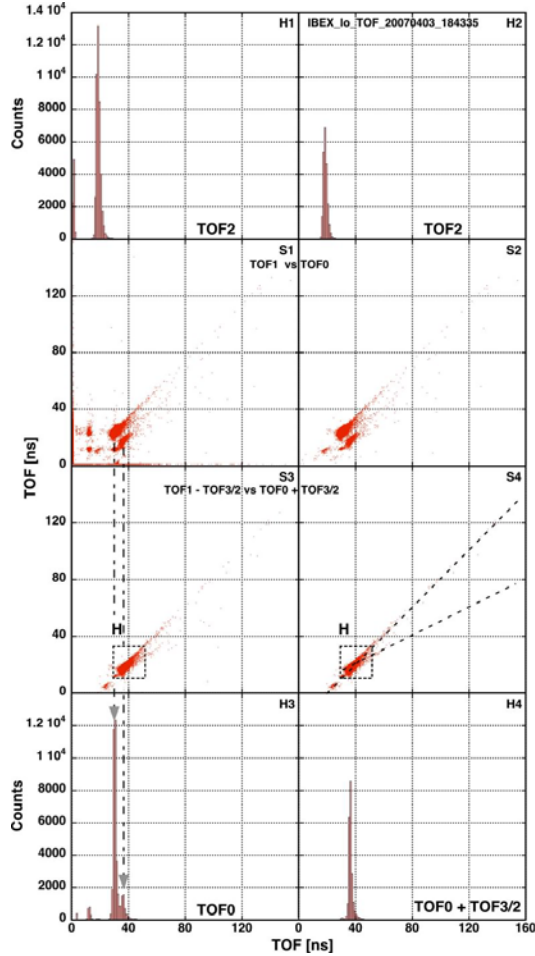 1.4 10⁴
H1
IBEX_lo_TOF_20070403_184335
H2
1.2 10⁴
1 10⁴
8000
6000
4000
2000
0
Counts
TOF2
TOF2
S1
TOF1 vs TOF0
S2
120
80
40
0
TOF [ns]
S3
TOF1 - TOF3/2 vs TOF0 + TOF3/2
S4
120
80
40
0
H
H
H3
H4
1.2 10⁴
1 10⁴
8000
6000
4000
2000
0
Counts
TOF0
TOF0 + TOF3/2
0
40
80
120
0
40
80
120
160
TOF [ns]